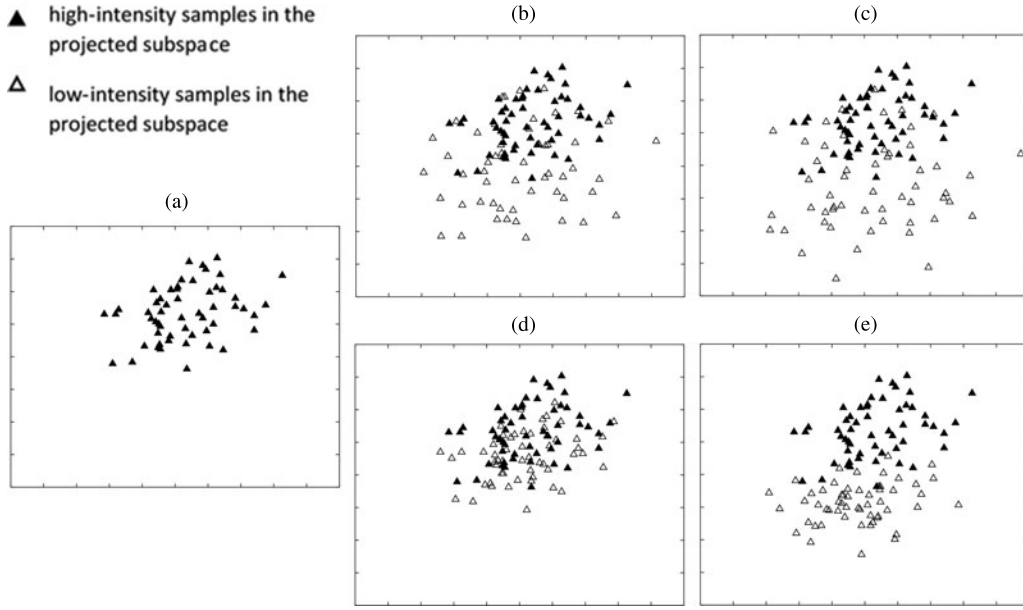 high-intensity samples in the
projected subspace
low-intensity samples in the
projected subspace
(a)
(b)
(c)
(d)
(e)